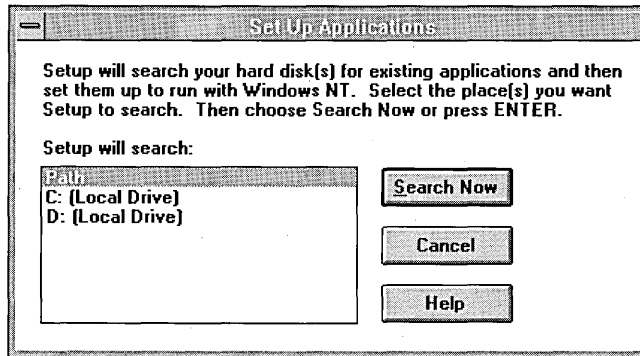 Set Up Applications
Setup will search your hard disk(s) for existing applications and then
set them up to run with Windows NT. Select the place(s) you want
Setup to search. Then choose Search Now or press ENTER.
Setup will search:
Path
C: (Local Drive)
D: (Local Drive)
Search Now
Cancel
Help